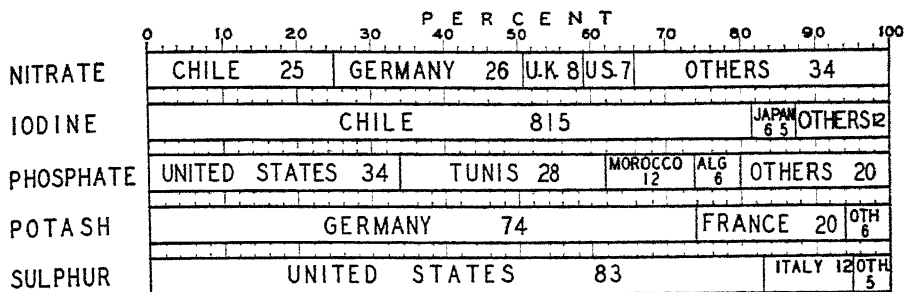 PERCENT
0 10 20 30 40 50 60 70 80 90 100
NITRATE CHILE 25 GERMANY 26 U.K. 8 U.S. 7 OTHERS 34
IODINE CHILE 815 JAPAN 6 5 OTHERS 12
PHOSPHATE UNITED STATES 34 TUNIS 28 MOROCCO 12 ALG 6 OTHERS 20
POTASH GERMANY 74 FRANCE 20 OTH 6
SULPHUR UNITED STATES 83 ITALY 12 OTH. 5